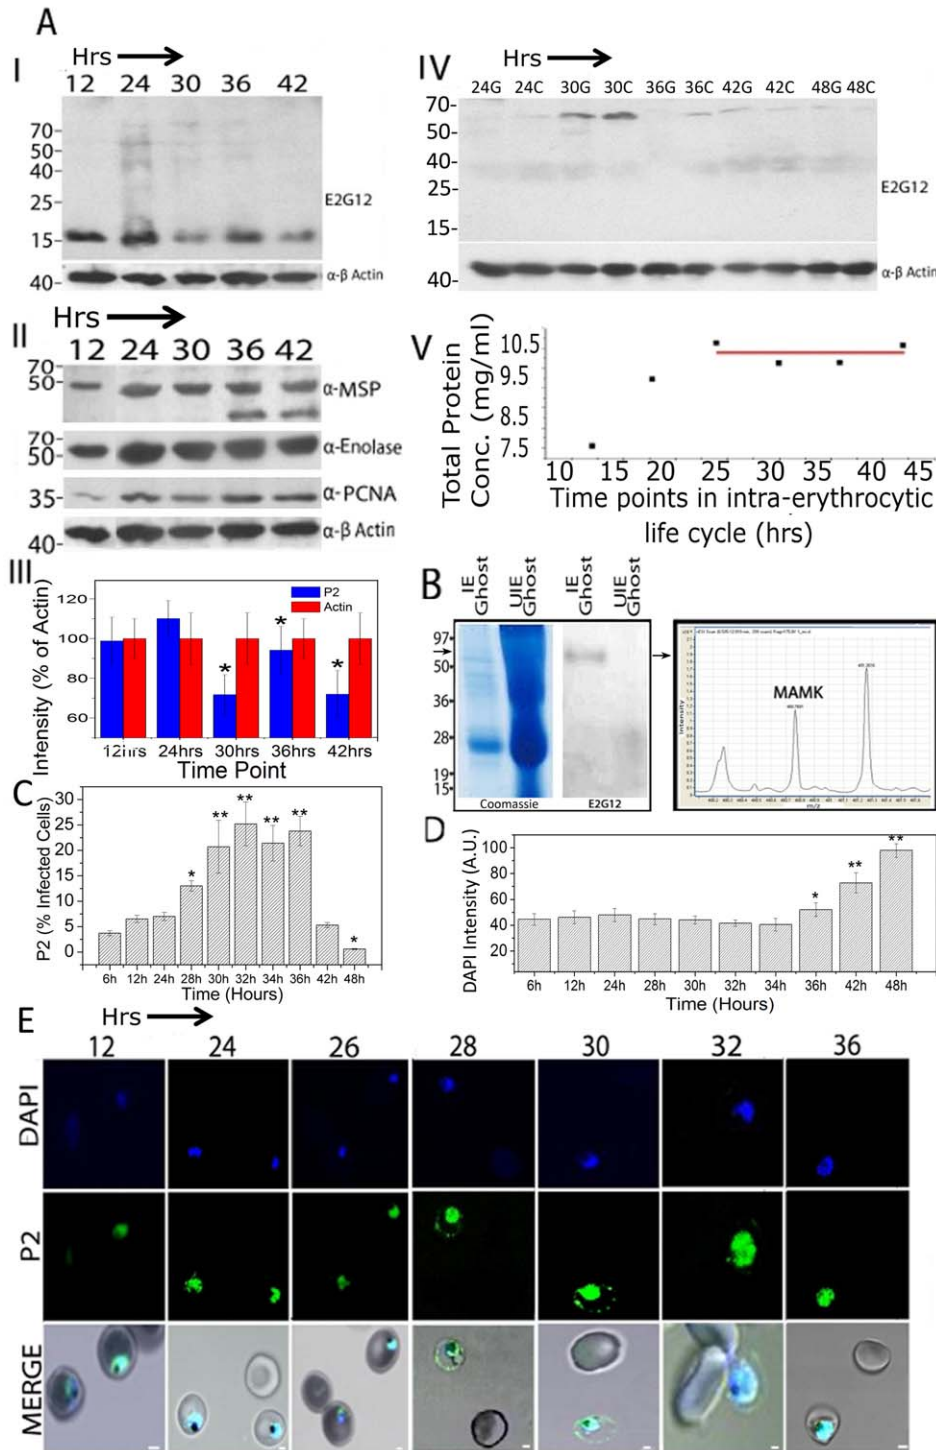 A
I
Hrs
12 24 30 36 42
70-
50-
40-
25-
15-
E2G12
40-
α-β Actin
IV
Hrs
24G 24C 30G 30C 36G 36C 42G 42C 48G 48C
70-
60-
40-
25-
15-
E2G12
40-
α-β Actin
II
Hrs
12 24 30 36 42
70-
50-
α-MSP
70-
50-
α-Enolase
35-
α-PCNA
40-
α-β Actin
V
Total Protein
Conc. (mg/ml)
10.5
9.5
8.5
7.5
10 15 20 25 30 35 40 45
Time points in intra-erythrocytic
life cycle (hrs)
III
Intensity (% of Actin)
120
100
80
60
P2
Actin
* * *
12hrs 24hrs 30hrs 36hrs 42hrs
Time Point
B
IE Ghost
UIE Ghost
IE Ghost
UIE Ghost
97-
50-
36-
28-
19-
15-
Coomassie
E2G12
MAMK
Intensity
m/z
C
P2 (% Infected Cells)
30
25
20
15
10
5
0
* ** ** ** ** *
6h 12h 24h 28h 30h 32h 34h 36h 42h 48h
Time (Hours)
D
DAPI Intensity (A.U.)
100
80
60
40
20
* ** **
6h 12h 24h 28h 30h 32h 34h 36h 42h 48h
Time (Hours)
E
Hrs
12 24 26 28 30 32 36
DAPI
P2
MERGE